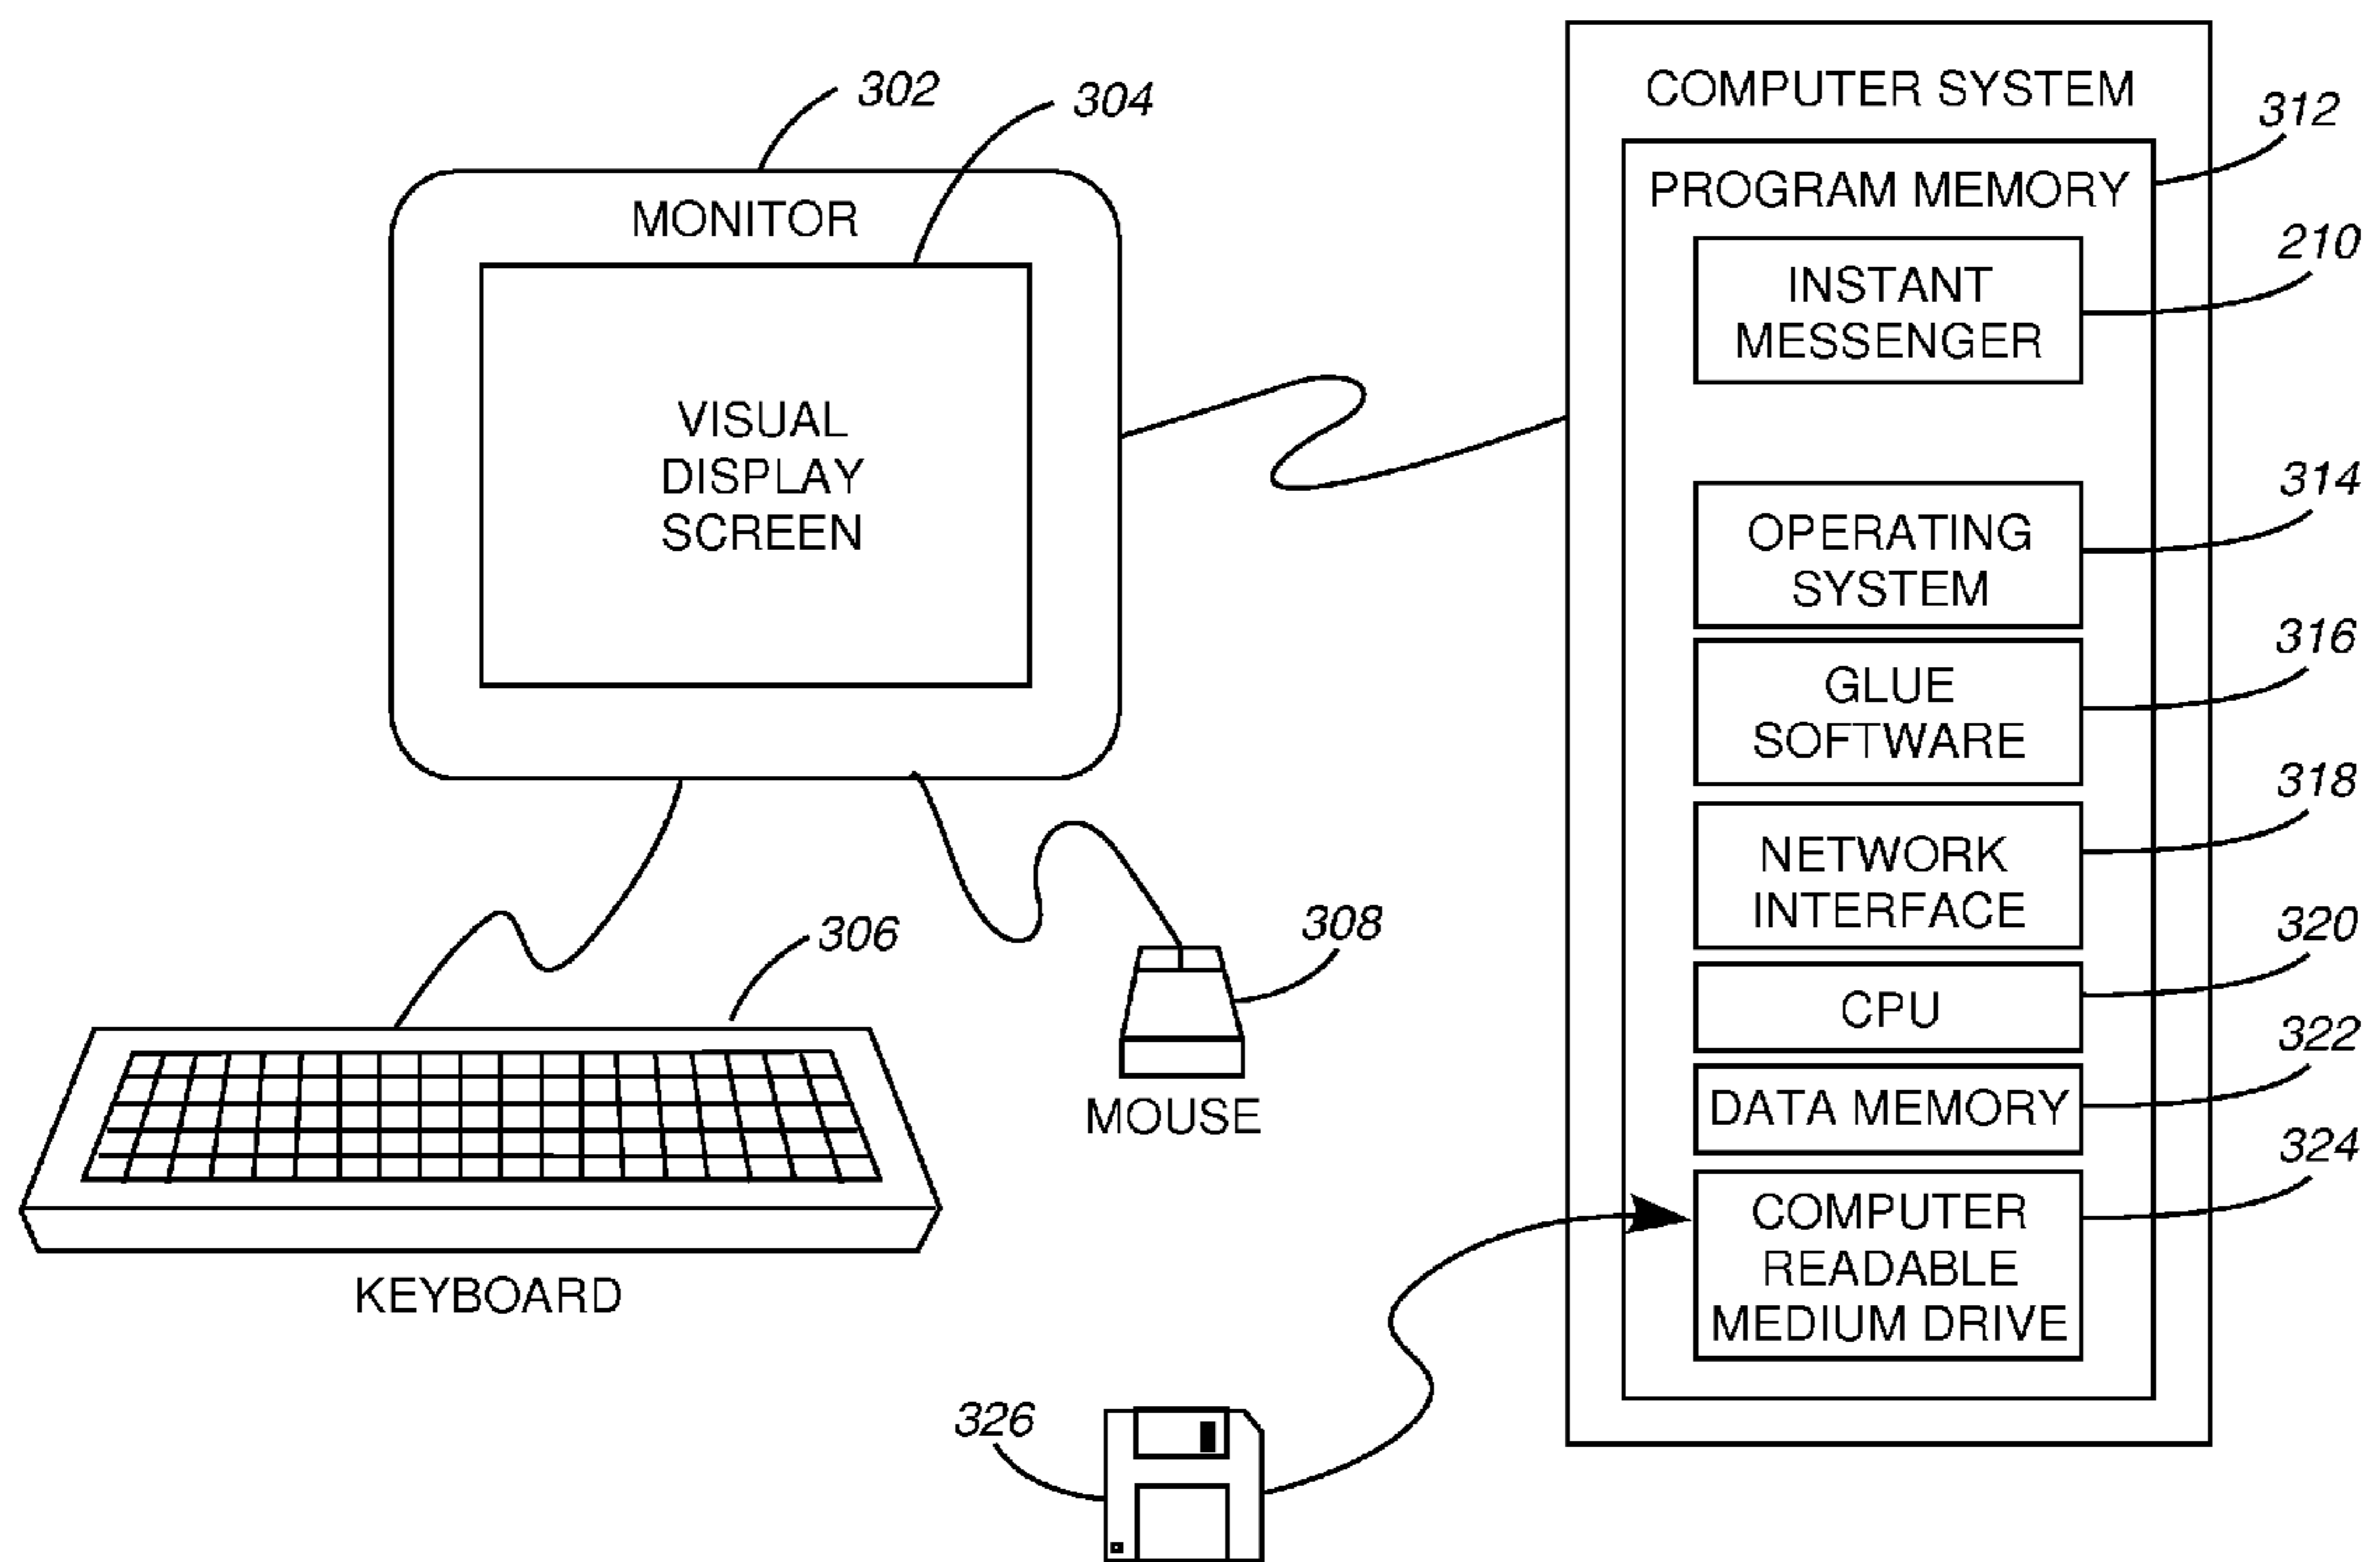 302
304
MONITOR
VISUAL
DISPLAY
SCREEN
306
KEYBOARD
308
MOUSE
326
COMPUTER SYSTEM
312
PROGRAM MEMORY
210
INSTANT
MESSENGER
314
OPERATING
SYSTEM
316
GLUE
SOFTWARE
318
NETWORK
INTERFACE
320
CPU
322
DATA MEMORY
324
COMPUTER
READABLE
MEDIUM DRIVE